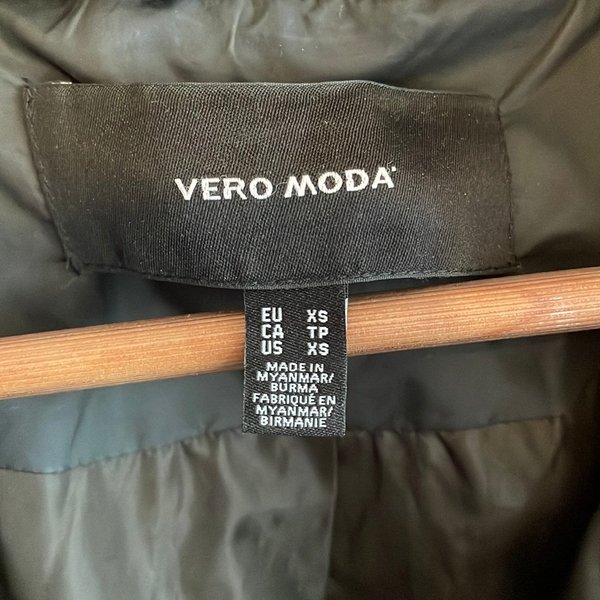 VERO MODA
EU XS
CA TP
US XS
MADE IN
MYANMAR/
BURMA
FABRIQUÉ EN
MYANMAR/
BIRMANIE